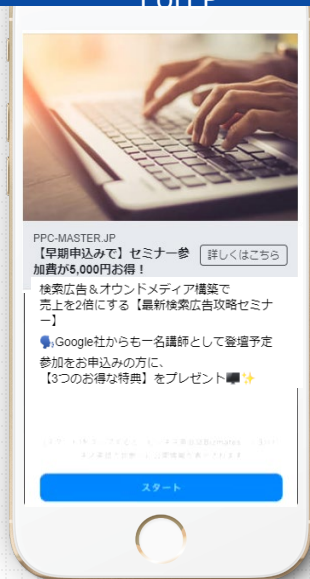 PPC-MASTER.JP
【早期申込みで】セミナー参
加費が5,000円お得！
詳しくはこちら
検索広告＆オウンドメディア構築で
売上を2倍にする【最新検索広告攻略セミナ
ー】
🗣Google社からも一名講師として登壇予定
参加をお申込みの方に、
【3つのお得な特典】をプレゼント🎁✨
スタート